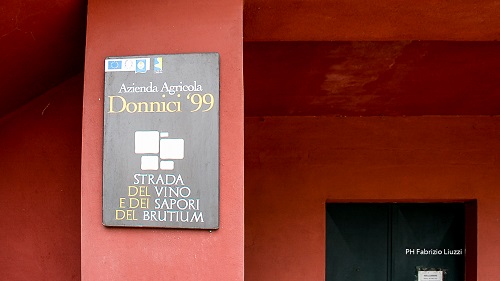 Azienda Agricola
Donnici '99
STRADA
DEL VINO
E DEI SAPORI
DEL BRUTIUM
PH Fabrizio Liuzzi